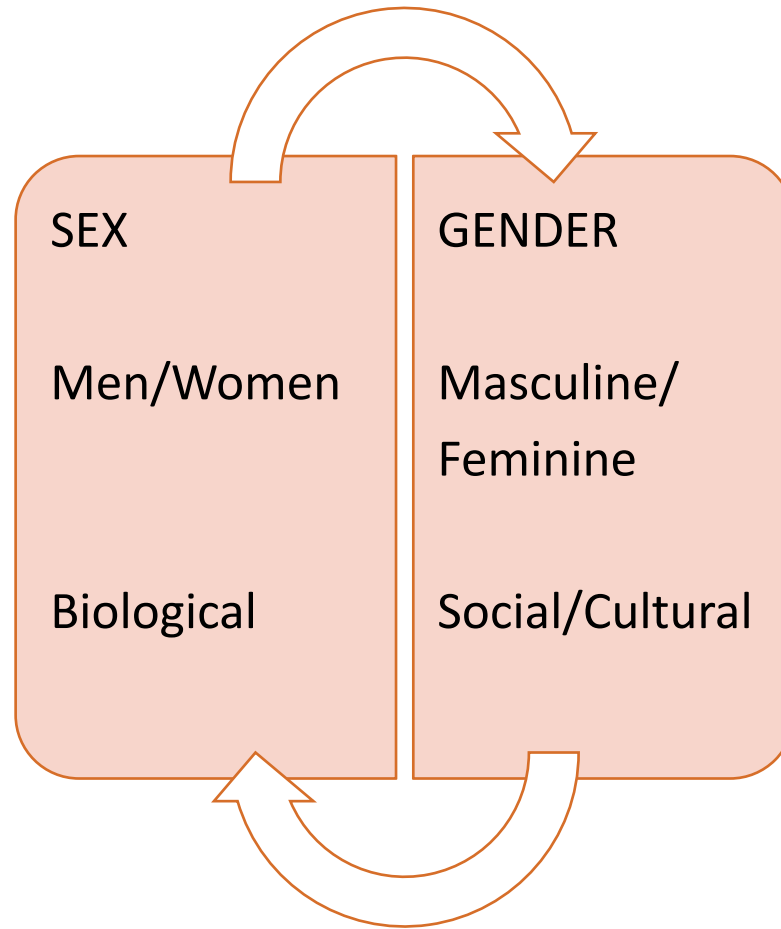 SEX
Men/Women
Biological
GENDER
Masculine/
Feminine
Social/Cultural